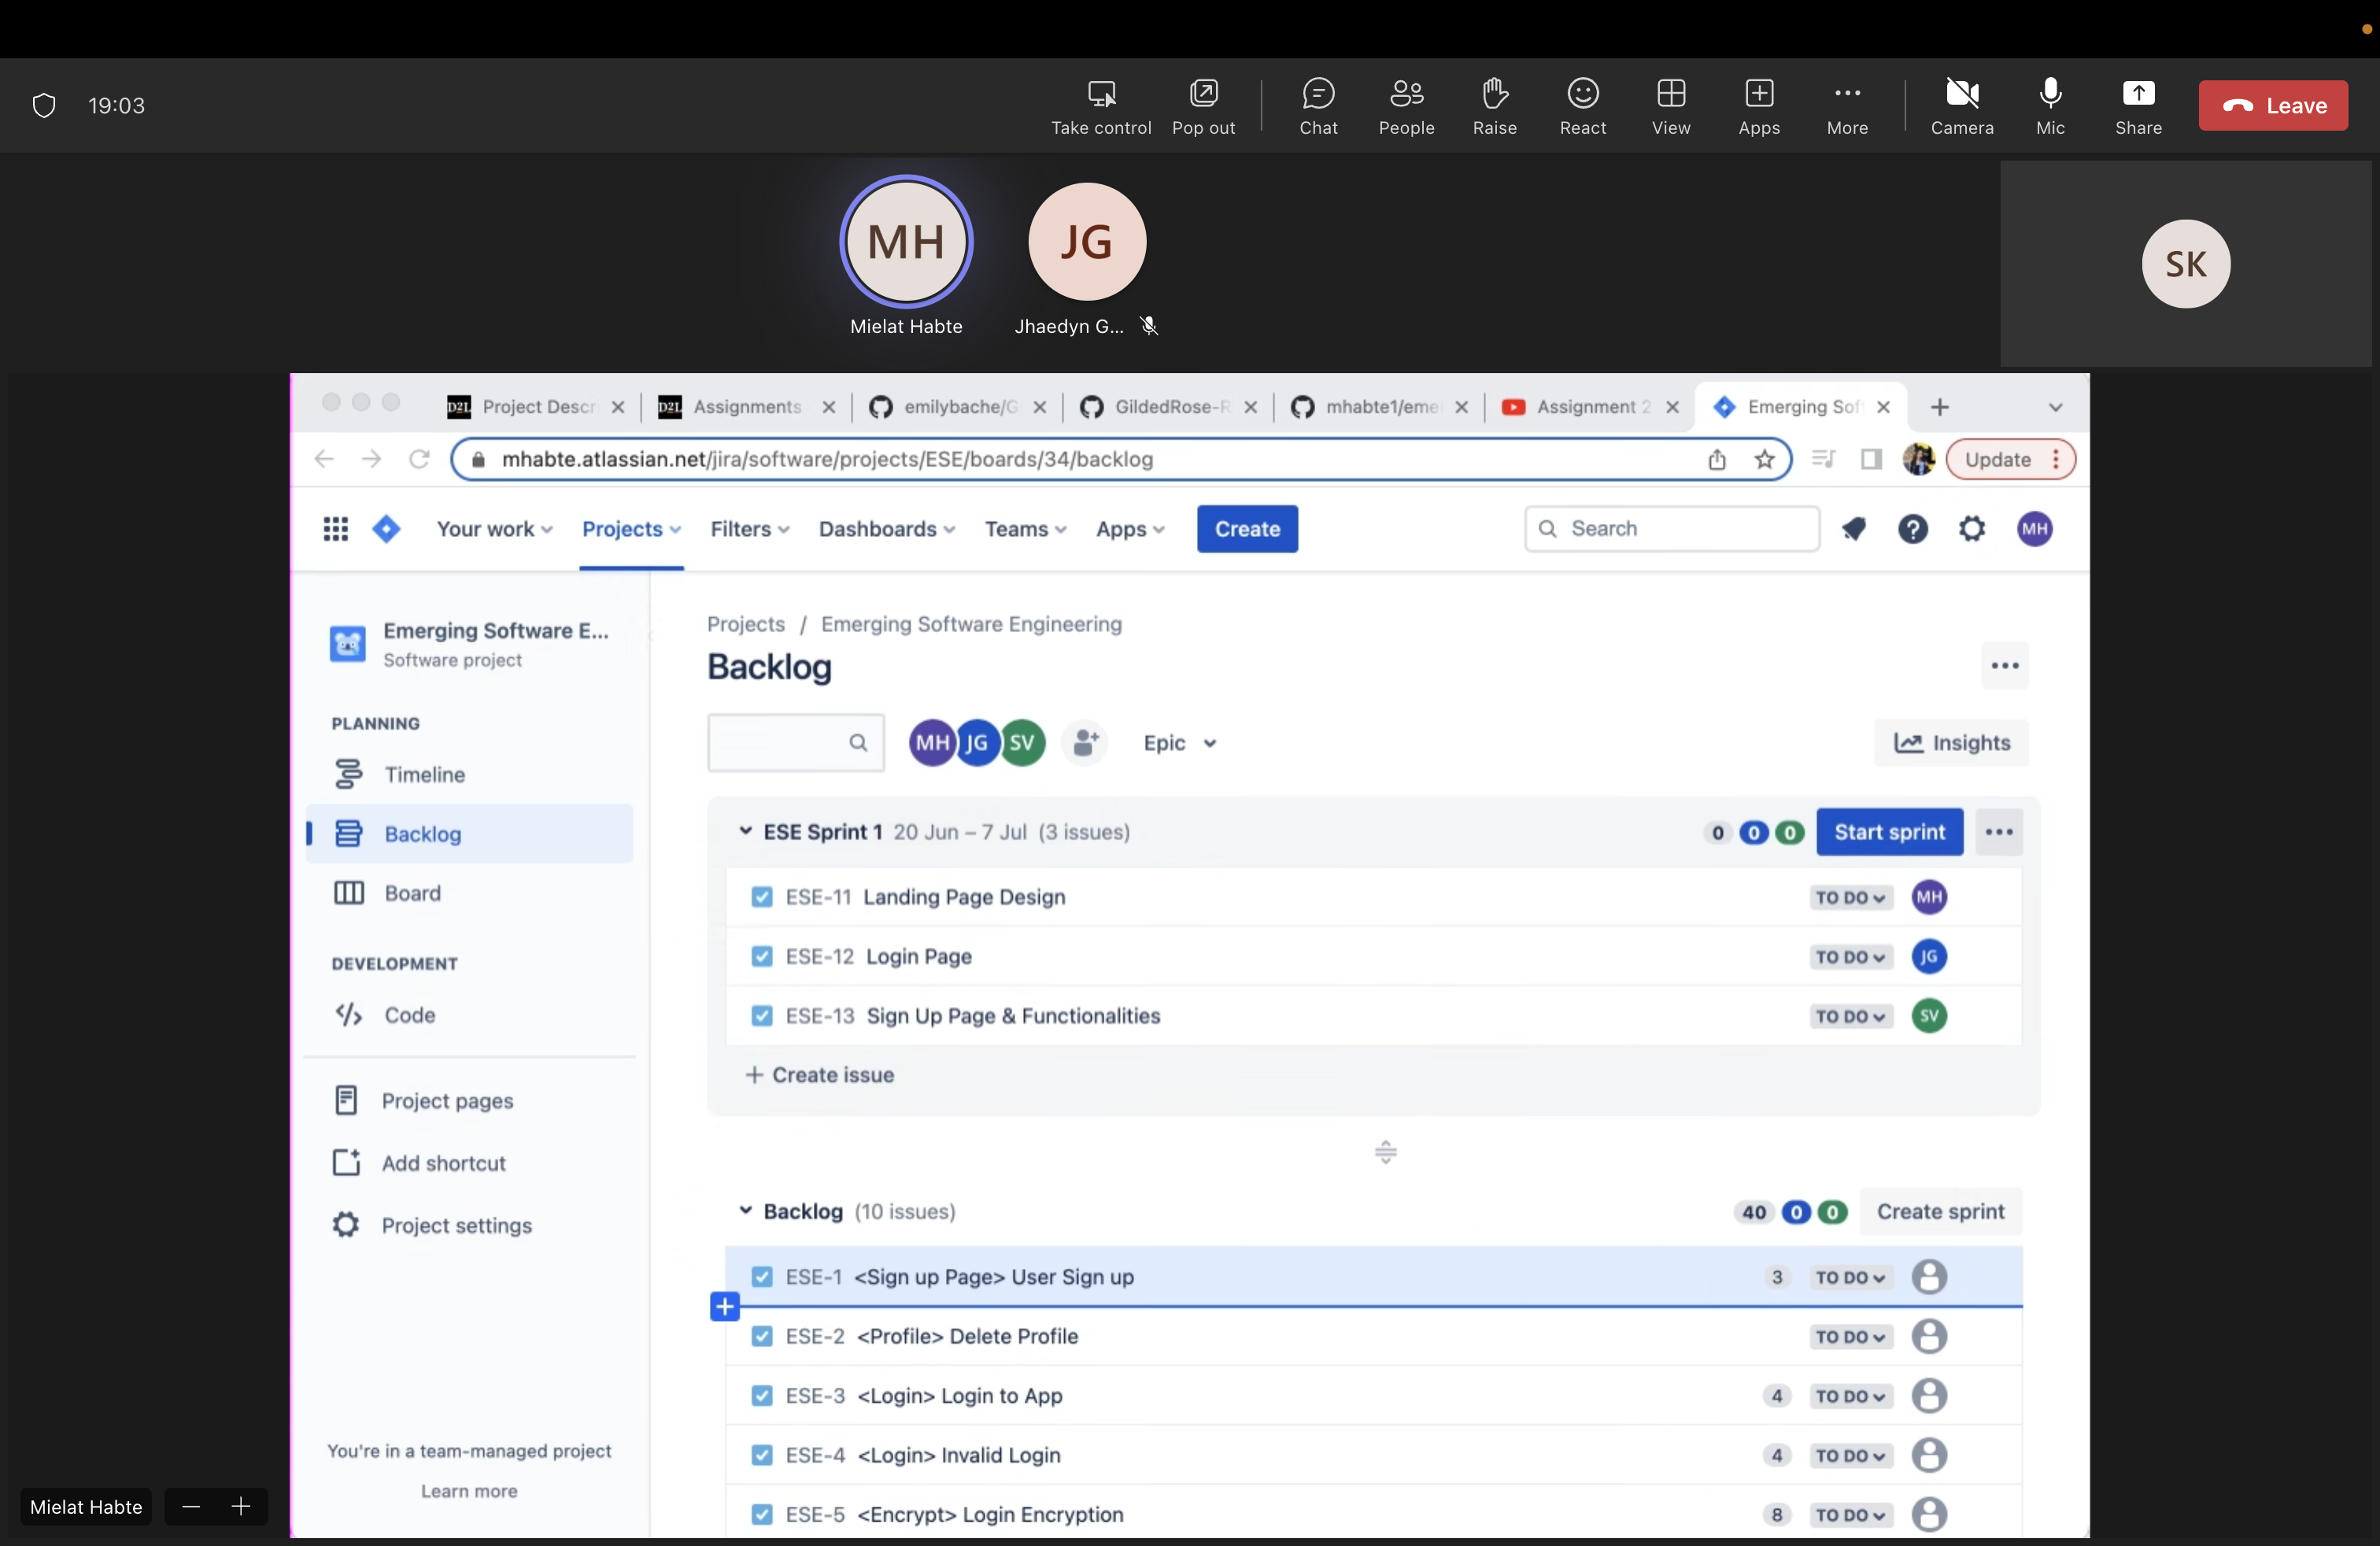 19:03
Take control
Pop out
Chat
People
Raise
React
View
Apps
More
Camera
Mic
Share
Leave
MH
Mielat Habte
JG
Jhaedyn G...
SK
D2L Project Descr
D2L Assignments
emilybache/G
GildedRose-R
mhabte1/eme
Assignment 2
Emerging Sof
mhabte.atlassian.net/jira/software/projects/ESE/boards/34/backlog
Update
Your work
Projects
Filters
Dashboards
Teams
Apps
Create
Search
MH
Emerging Software E...
Software project
PLANNING
Timeline
Backlog
Board
DEVELOPMENT
Code
Project pages
Add shortcut
Project settings
You're in a team-managed project
Learn more
Projects / Emerging Software Engineering
Backlog
MH JG SV
Epic
Insights
ESE Sprint 1 20 Jun – 7 Jul (3 issues) 0 0 0 Start sprint
ESE-11 Landing Page Design TO DO MH
ESE-12 Login Page TO DO JG
ESE-13 Sign Up Page & Functionalities TO DO SV
+ Create issue
Backlog (10 issues) 40 0 0 Create sprint
ESE-1 <Sign up Page> User Sign up 3 TO DO
ESE-2 <Profile> Delete Profile TO DO
ESE-3 <Login> Login to App 4 TO DO
ESE-4 <Login> Invalid Login 4 TO DO
ESE-5 <Encrypt> Login Encryption 8 TO DO
Mielat Habte